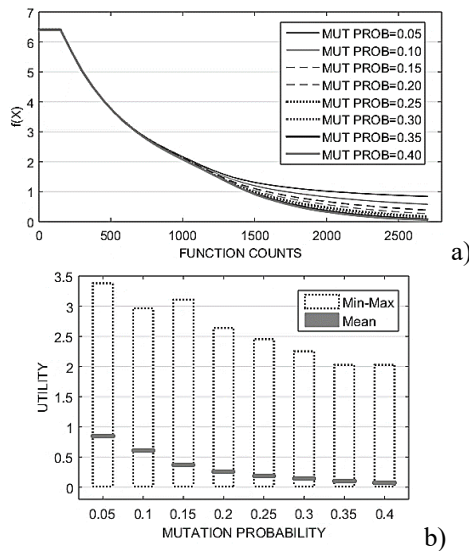 7
6
5
4
3
2
1
0
f(X)
MUT PROB=0.05
MUT PROB=0.10
MUT PROB=0.15
MUT PROB=0.20
MUT PROB=0.25
MUT PROB=0.30
MUT PROB=0.35
MUT PROB=0.40
0 500 1000 1500 2000 2500
FUNCTION COUNTS
a)
3.5
3
2.5
2
1.5
1
0.5
0
UTILITY
Min-Max
Mean
0.05 0.1 0.15 0.2 0.25 0.3 0.35 0.4
MUTATION PROBABILITY
b)